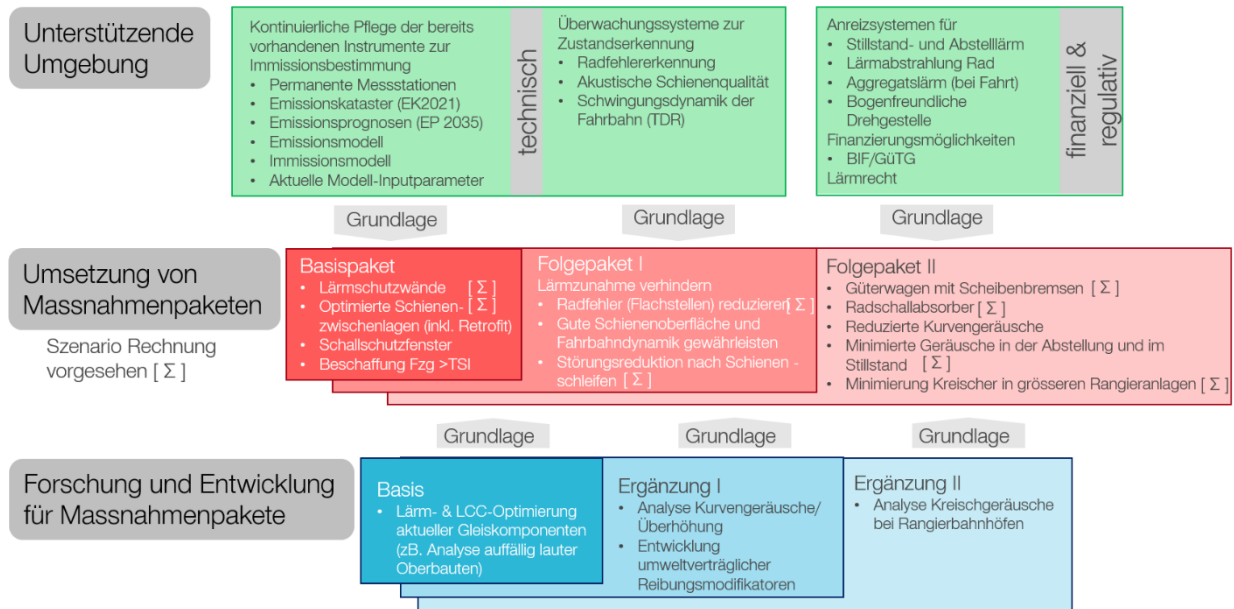 Unterstützende
Umgebung
Kontinuierliche Pflege der bereits
vorhandenen Instrumente zur
Immissionsbestimmung
• Permanente Messstationen
• Emissionskataster (EK2021)
• Emissionsprognosen (EP 2035)
• Emissionsmodell
• Immissionsmodell
• Aktuelle Modell-Inputparameter
technisch
Überwachungssysteme zur
Zustandserkennung
• Radfehlererkennung
• Akustische Schienenqualität
• Schwingungsdynamik der
Fahrbahn (TDR)
Anreizsystemen für
• Stillstand- und Abstelllärm
• Lärmabstrahlung Rad
• Aggregatslärm (bei Fahrt)
• Bogenfreundliche
Drehgestelle
Finanzierungsmöglichkeiten
• BIF/GüTG
Lärmrecht
finanziell &
regulativ
Grundlage
Grundlage
Grundlage
Umsetzung von
Massnahmenpaketen
Szenario Rechnung
vorgesehen [ Σ ]
Basispaket
• Lärmschutzwände [ Σ ]
• Optimierte Schienen- [ Σ ]
zwischenlagen (inkl. Retrofit)
• Schallschutzfenster
• Beschaffung Fzg >TSI
Folgepaket I
Lärmzunahme verhindern
• Radfehler (Flachstellen) reduzieren [ Σ ]
• Gute Schienenoberfläche und
Fahrbahndynamik gewährleisten
• Störungsreduktion nach Schienen -
schleifen [ Σ ]
Folgepaket II
• Güterwagen mit Scheibenbremsen [ Σ ]
• Radschallabsorber [ Σ ]
• Reduzierte Kurvengeräusche
• Minimierte Geräusche in der Abstellung und im
Stillstand [ Σ ]
• Minimierung Kreischer in grösseren Rangieranlagen [ Σ ]
Grundlage
Grundlage
Grundlage
Forschung und Entwicklung
für Massnahmenpakete
Basis
• Lärm- & LCC-Optimierung
aktueller Gleiskomponenten
(zB. Analyse auffällig lauter
Oberbauten)
Ergänzung I
• Analyse Kurvengeräusche/
Überhöhung
• Entwicklung
umweltverträglicher
Reibungsmodifikatoren
Ergänzung II
• Analyse Kreischgeräusche
bei Rangierbahnhöfen